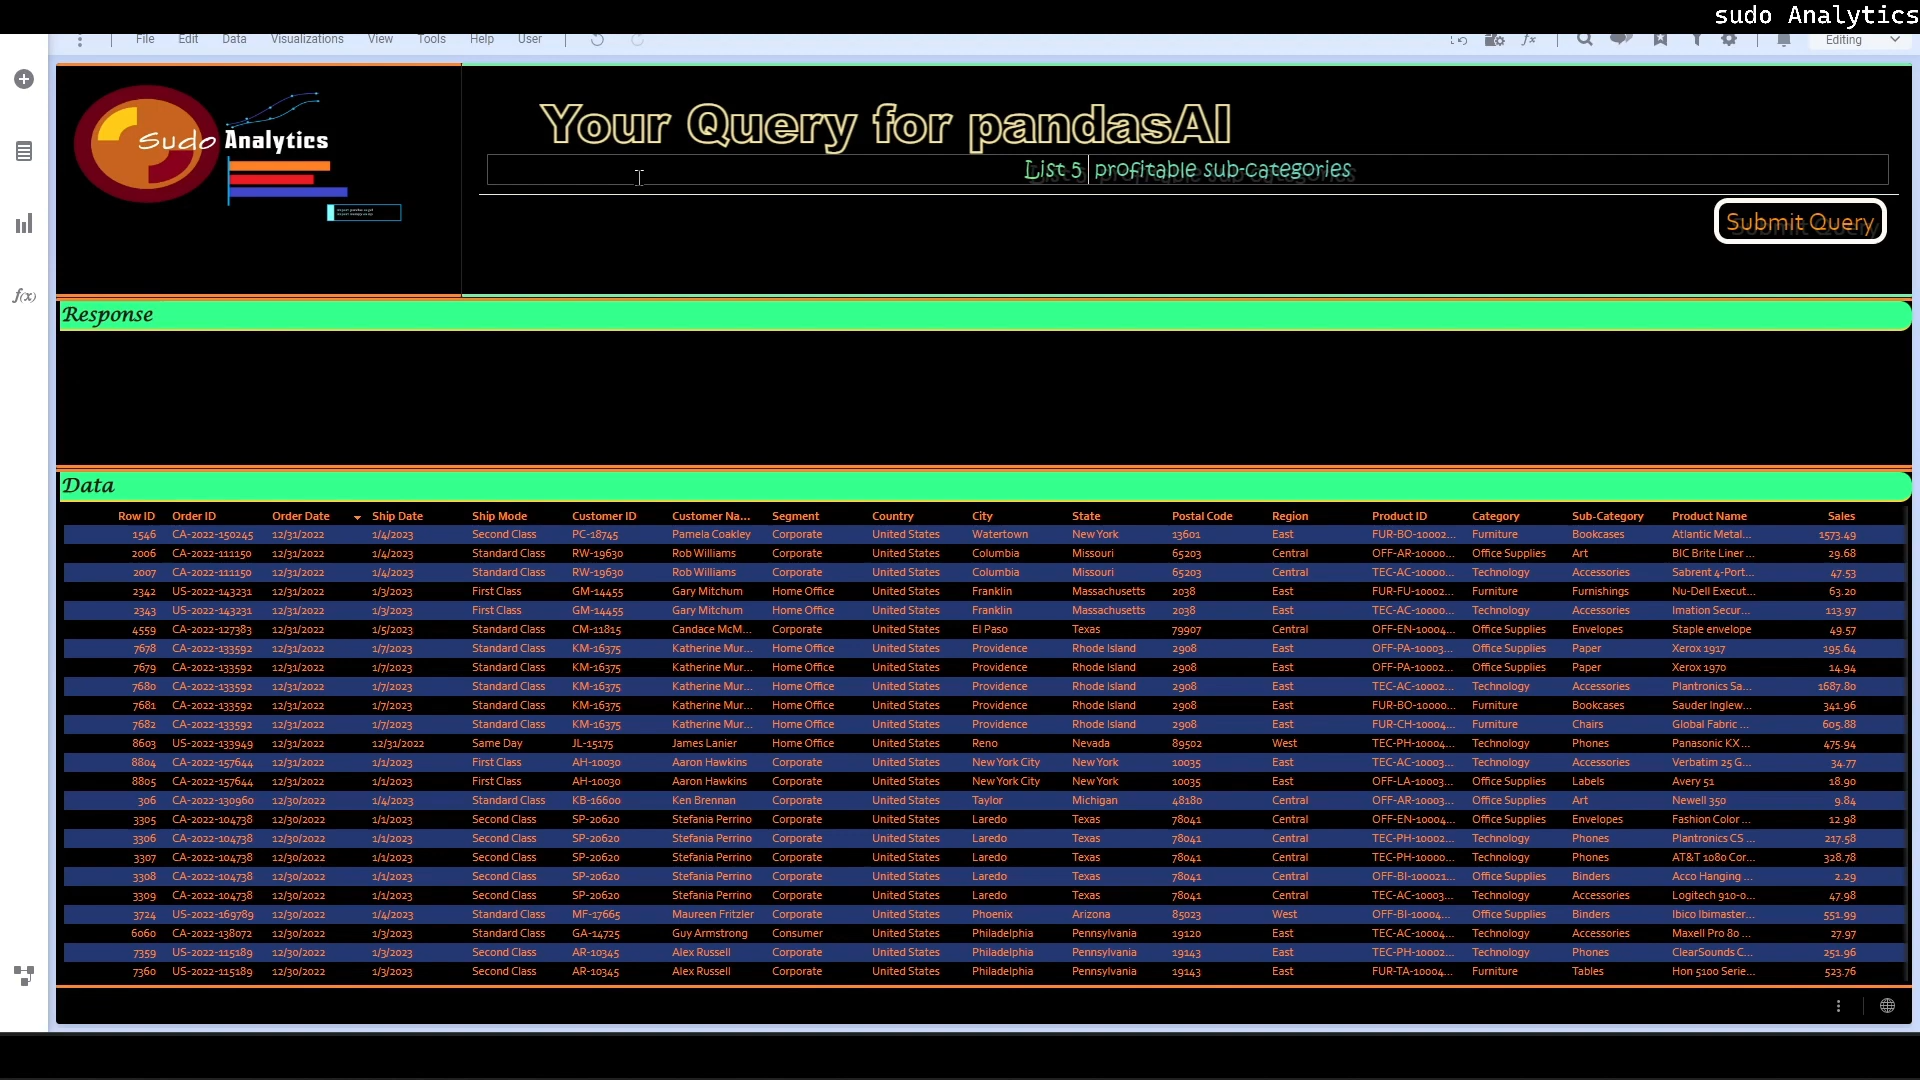 sudo Analytics
File Edit Data Visualizations View Tools Help User Editing
Sudo Analytics
Your Query for pandasAI
List 5 profitable sub-categories
Submit Query
f(x)
Response
Data
Row ID Order ID Order Date Ship Date Ship Mode Customer ID Customer Na... Segment Country City State Postal Code Region Product ID Category Sub-Category Product Name Sales
1546 CA-2022-150245 12/31/2022 1/4/2023 Second Class PC-18745 Pamela Coakley Corporate United States Watertown New York 13601 East FUR-BO-10002... Furniture Bookcases Atlantic Metal... 1573.49
2006 CA-2022-111150 12/31/2022 1/4/2023 Standard Class RW-19630 Rob Williams Corporate United States Columbia Missouri 65203 Central OFF-AR-10000... Office Supplies Art BIC Brite Liner ... 29.68
2007 CA-2022-111150 12/31/2022 1/4/2023 Standard Class RW-19630 Rob Williams Corporate United States Columbia Missouri 65203 Central TEC-AC-10000... Technology Accessories Sabrent 4-Port... 47.53
2342 US-2022-143231 12/31/2022 1/3/2023 First Class GM-14455 Gary Mitchum Home Office United States Franklin Massachusetts 2038 East FUR-FU-10002... Furniture Furnishings Nu-Dell Execut... 63.20
2343 US-2022-143231 12/31/2022 1/3/2023 First Class GM-14455 Gary Mitchum Home Office United States Franklin Massachusetts 2038 East TEC-AC-10000... Technology Accessories Imation Secur... 113.97
4559 CA-2022-127383 12/31/2022 1/5/2023 Standard Class CM-11815 Candace McM... Corporate United States El Paso Texas 79907 Central OFF-EN-10004... Office Supplies Envelopes Staple envelope 49.57
7678 CA-2022-133592 12/31/2022 1/7/2023 Standard Class KM-16375 Katherine Mur... Home Office United States Providence Rhode Island 2908 East OFF-PA-10003... Office Supplies Paper Xerox 1917 195.64
7679 CA-2022-133592 12/31/2022 1/7/2023 Standard Class KM-16375 Katherine Mur... Home Office United States Providence Rhode Island 2908 East OFF-PA-10002... Office Supplies Paper Xerox 1970 14.94
7680 CA-2022-133592 12/31/2022 1/7/2023 Standard Class KM-16375 Katherine Mur... Home Office United States Providence Rhode Island 2908 East TEC-AC-10002... Technology Accessories Plantronics Sa... 1687.80
7681 CA-2022-133592 12/31/2022 1/7/2023 Standard Class KM-16375 Katherine Mur... Home Office United States Providence Rhode Island 2908 East FUR-BO-10000... Furniture Bookcases Sauder Inglew... 341.96
7682 CA-2022-133592 12/31/2022 1/7/2023 Standard Class KM-16375 Katherine Mur... Home Office United States Providence Rhode Island 2908 East FUR-CH-10004... Furniture Chairs Global Fabric ... 605.88
8603 US-2022-133949 12/31/2022 12/31/2022 Same Day JL-15175 James Lanier Home Office United States Reno Nevada 89502 West TEC-PH-10004... Technology Phones Panasonic KX ... 475.94
8804 CA-2022-157644 12/31/2022 1/1/2023 First Class AH-10030 Aaron Hawkins Corporate United States New York City New York 10035 East TEC-AC-10003... Technology Accessories Verbatim 25 G... 34.77
8805 CA-2022-157644 12/31/2022 1/1/2023 First Class AH-10030 Aaron Hawkins Corporate United States New York City New York 10035 East OFF-LA-10003... Office Supplies Labels Avery 51 18.90
306 CA-2022-130960 12/30/2022 1/4/2023 Standard Class KB-16600 Ken Brennan Corporate United States Taylor Michigan 48180 Central OFF-AR-10003... Office Supplies Art Newell 350 9.84
3305 CA-2022-104738 12/30/2022 1/1/2023 Second Class SP-20620 Stefania Perrino Corporate United States Laredo Texas 78041 Central OFF-EN-10004... Office Supplies Envelopes Fashion Color ... 12.98
3306 CA-2022-104738 12/30/2022 1/1/2023 Second Class SP-20620 Stefania Perrino Corporate United States Laredo Texas 78041 Central TEC-PH-10002... Technology Phones Plantronics CS ... 217.58
3307 CA-2022-104738 12/30/2022 1/1/2023 Second Class SP-20620 Stefania Perrino Corporate United States Laredo Texas 78041 Central TEC-PH-10000... Technology Phones AT&T 1080 Cor... 328.78
3308 CA-2022-104738 12/30/2022 1/1/2023 Second Class SP-20620 Stefania Perrino Corporate United States Laredo Texas 78041 Central OFF-BI-100021... Office Supplies Binders Acco Hanging ... 2.29
3309 CA-2022-104738 12/30/2022 1/1/2023 Second Class SP-20620 Stefania Perrino Corporate United States Laredo Texas 78041 Central TEC-AC-10003... Technology Accessories Logitech 910-0... 47.98
3724 US-2022-169789 12/30/2022 1/4/2023 Standard Class MF-17665 Maureen Fritzler Corporate United States Phoenix Arizona 85023 West OFF-BI-10004... Office Supplies Binders Ibico Ibimaster... 551.99
6060 CA-2022-138072 12/30/2022 1/3/2023 Standard Class GA-14725 Guy Armstrong Consumer United States Philadelphia Pennsylvania 19120 East TEC-AC-10004... Technology Accessories Maxell Pro 80 ... 27.97
7359 US-2022-115189 12/30/2022 1/3/2023 Second Class AR-10345 Alex Russell Corporate United States Philadelphia Pennsylvania 19143 East TEC-PH-10002... Technology Phones ClearSounds C... 251.96
7360 US-2022-115189 12/30/2022 1/3/2023 Second Class AR-10345 Alex Russell Corporate United States Philadelphia Pennsylvania 19143 East FUR-TA-10004... Furniture Tables Hon 5100 Serie... 523.76